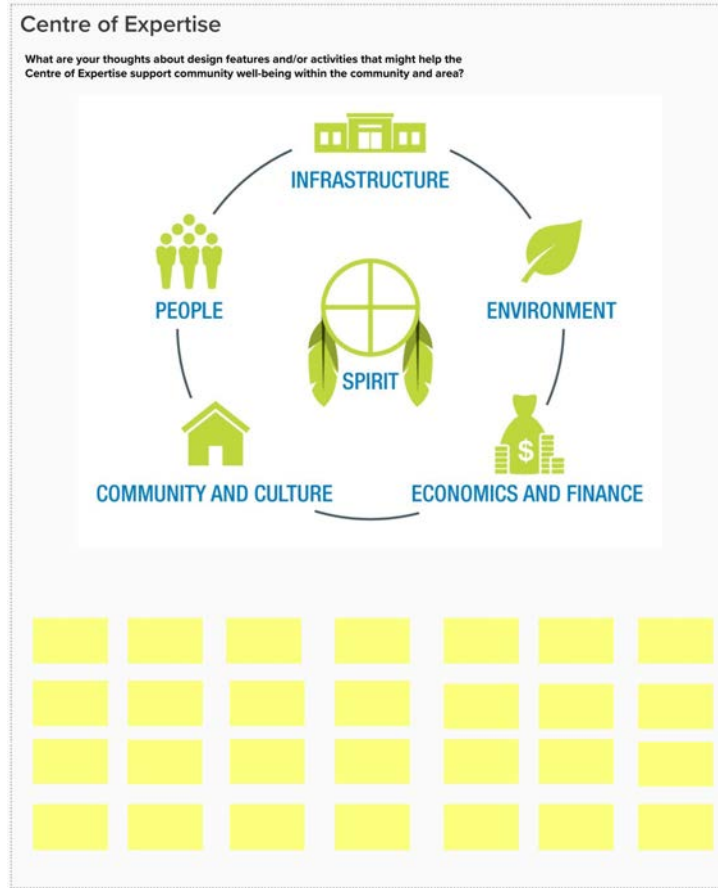 Centre of Expertise
What are your thoughts about design features and/or activities that might help the
Centre of Expertise support community well-being within the community and area?
INFRASTRUCTURE
PEOPLE
ENVIRONMENT
SPIRIT
$
COMMUNITY AND CULTURE
ECONOMICS AND FINANCE